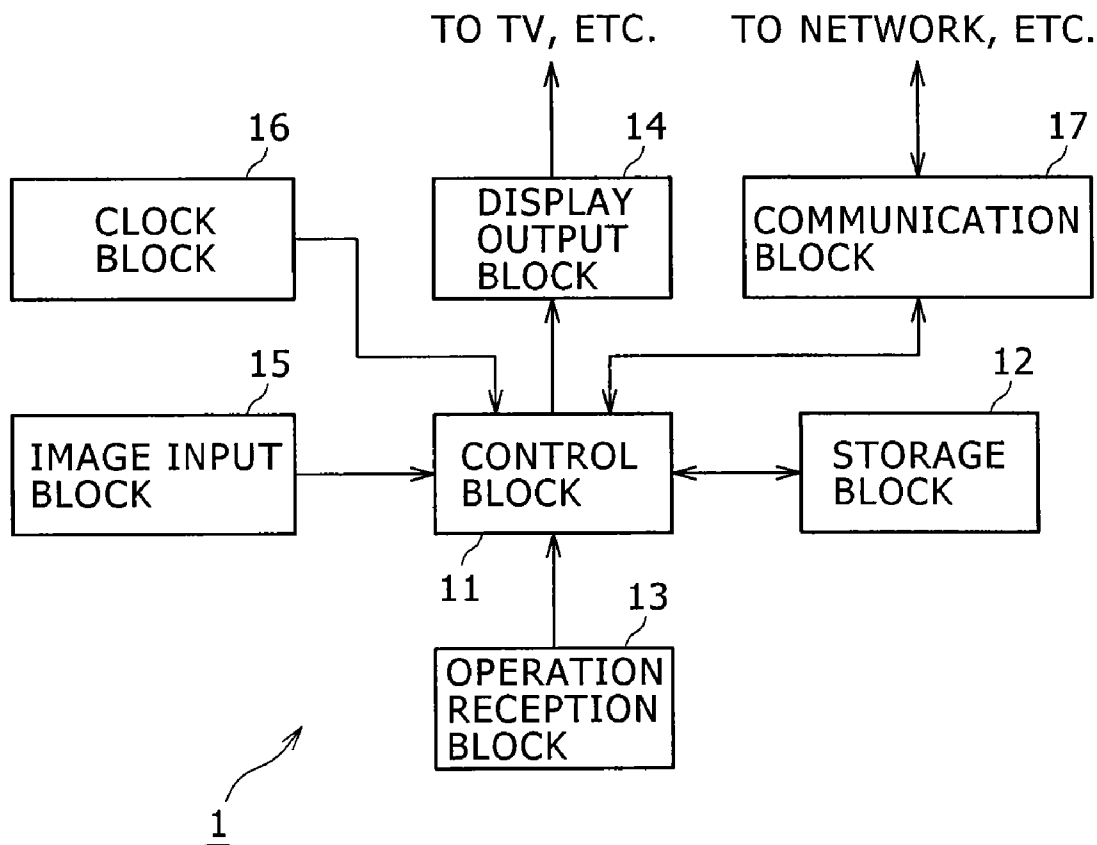 TO TV, ETC.
TO NETWORK, ETC.
16
14
17
CLOCK
BLOCK
DISPLAY
OUTPUT
BLOCK
COMMUNICATION
BLOCK
15
12
IMAGE INPUT
BLOCK
CONTROL
BLOCK
STORAGE
BLOCK
11
13
OPERATION
RECEPTION
BLOCK
1